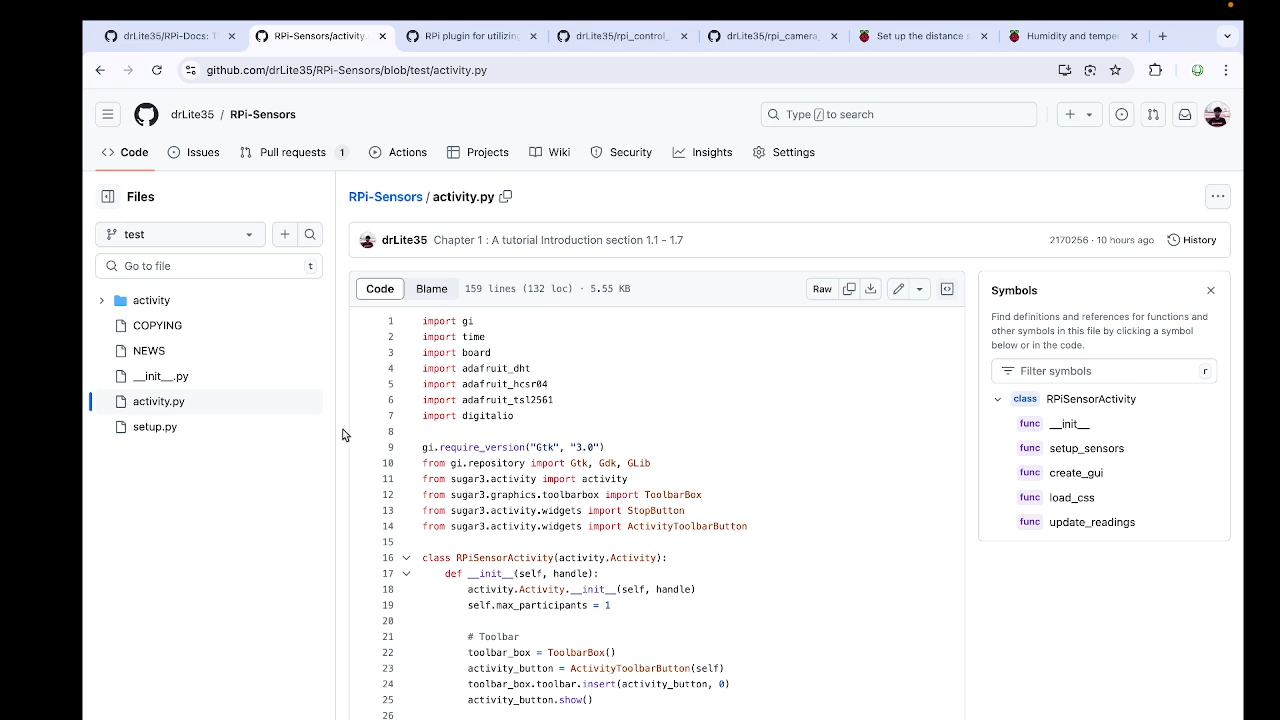 drLite35/RPi-Docs: T
RPi-Sensors/activity.
RPi plugin for utilizing
drLite35/rpi_control_
drLite35/rpi_camera_
Set up the distance s
Humidity and tempe
github.com/drLite35/RPi-Sensors/blob/test/activity.py
drLite35 / RPi-Sensors
Type / to search
Code
Issues
Pull requests 1
Actions
Projects
Wiki
Security
Insights
Settings
Files
test
Go to file t
activity
COPYING
NEWS
__init__.py
activity.py
setup.py
RPi-Sensors / activity.py
drLite35 Chapter 1 : A tutorial Introduction section 1.1 - 1.7
2170256 · 10 hours ago
History
Code
Blame
159 lines (132 loc) · 5.55 KB
Raw
1 import gi
2 import time
3 import board
4 import adafruit_dht
5 import adafruit_hcsr04
6 import adafruit_tsl2561
7 import digitalio
8
9 gi.require_version("Gtk", "3.0")
10 from gi.repository import Gtk, Gdk, GLib
11 from sugar3.activity import activity
12 from sugar3.graphics.toolbarbox import ToolbarBox
13 from sugar3.activity.widgets import StopButton
14 from sugar3.activity.widgets import ActivityToolbarButton
15
16 class RPiSensorActivity(activity.Activity):
17 def __init__(self, handle):
18 activity.Activity.__init__(self, handle)
19 self.max_participants = 1
20
21 # Toolbar
22 toolbar_box = ToolbarBox()
23 activity_button = ActivityToolbarButton(self)
24 toolbar_box.toolbar.insert(activity_button, 0)
25 activity_button.show()
26
Symbols
Find definitions and references for functions and
other symbols in this file by clicking a symbol
below or in the code.
Filter symbols r
class RPiSensorActivity
func __init__
func setup_sensors
func create_gui
func load_css
func update_readings